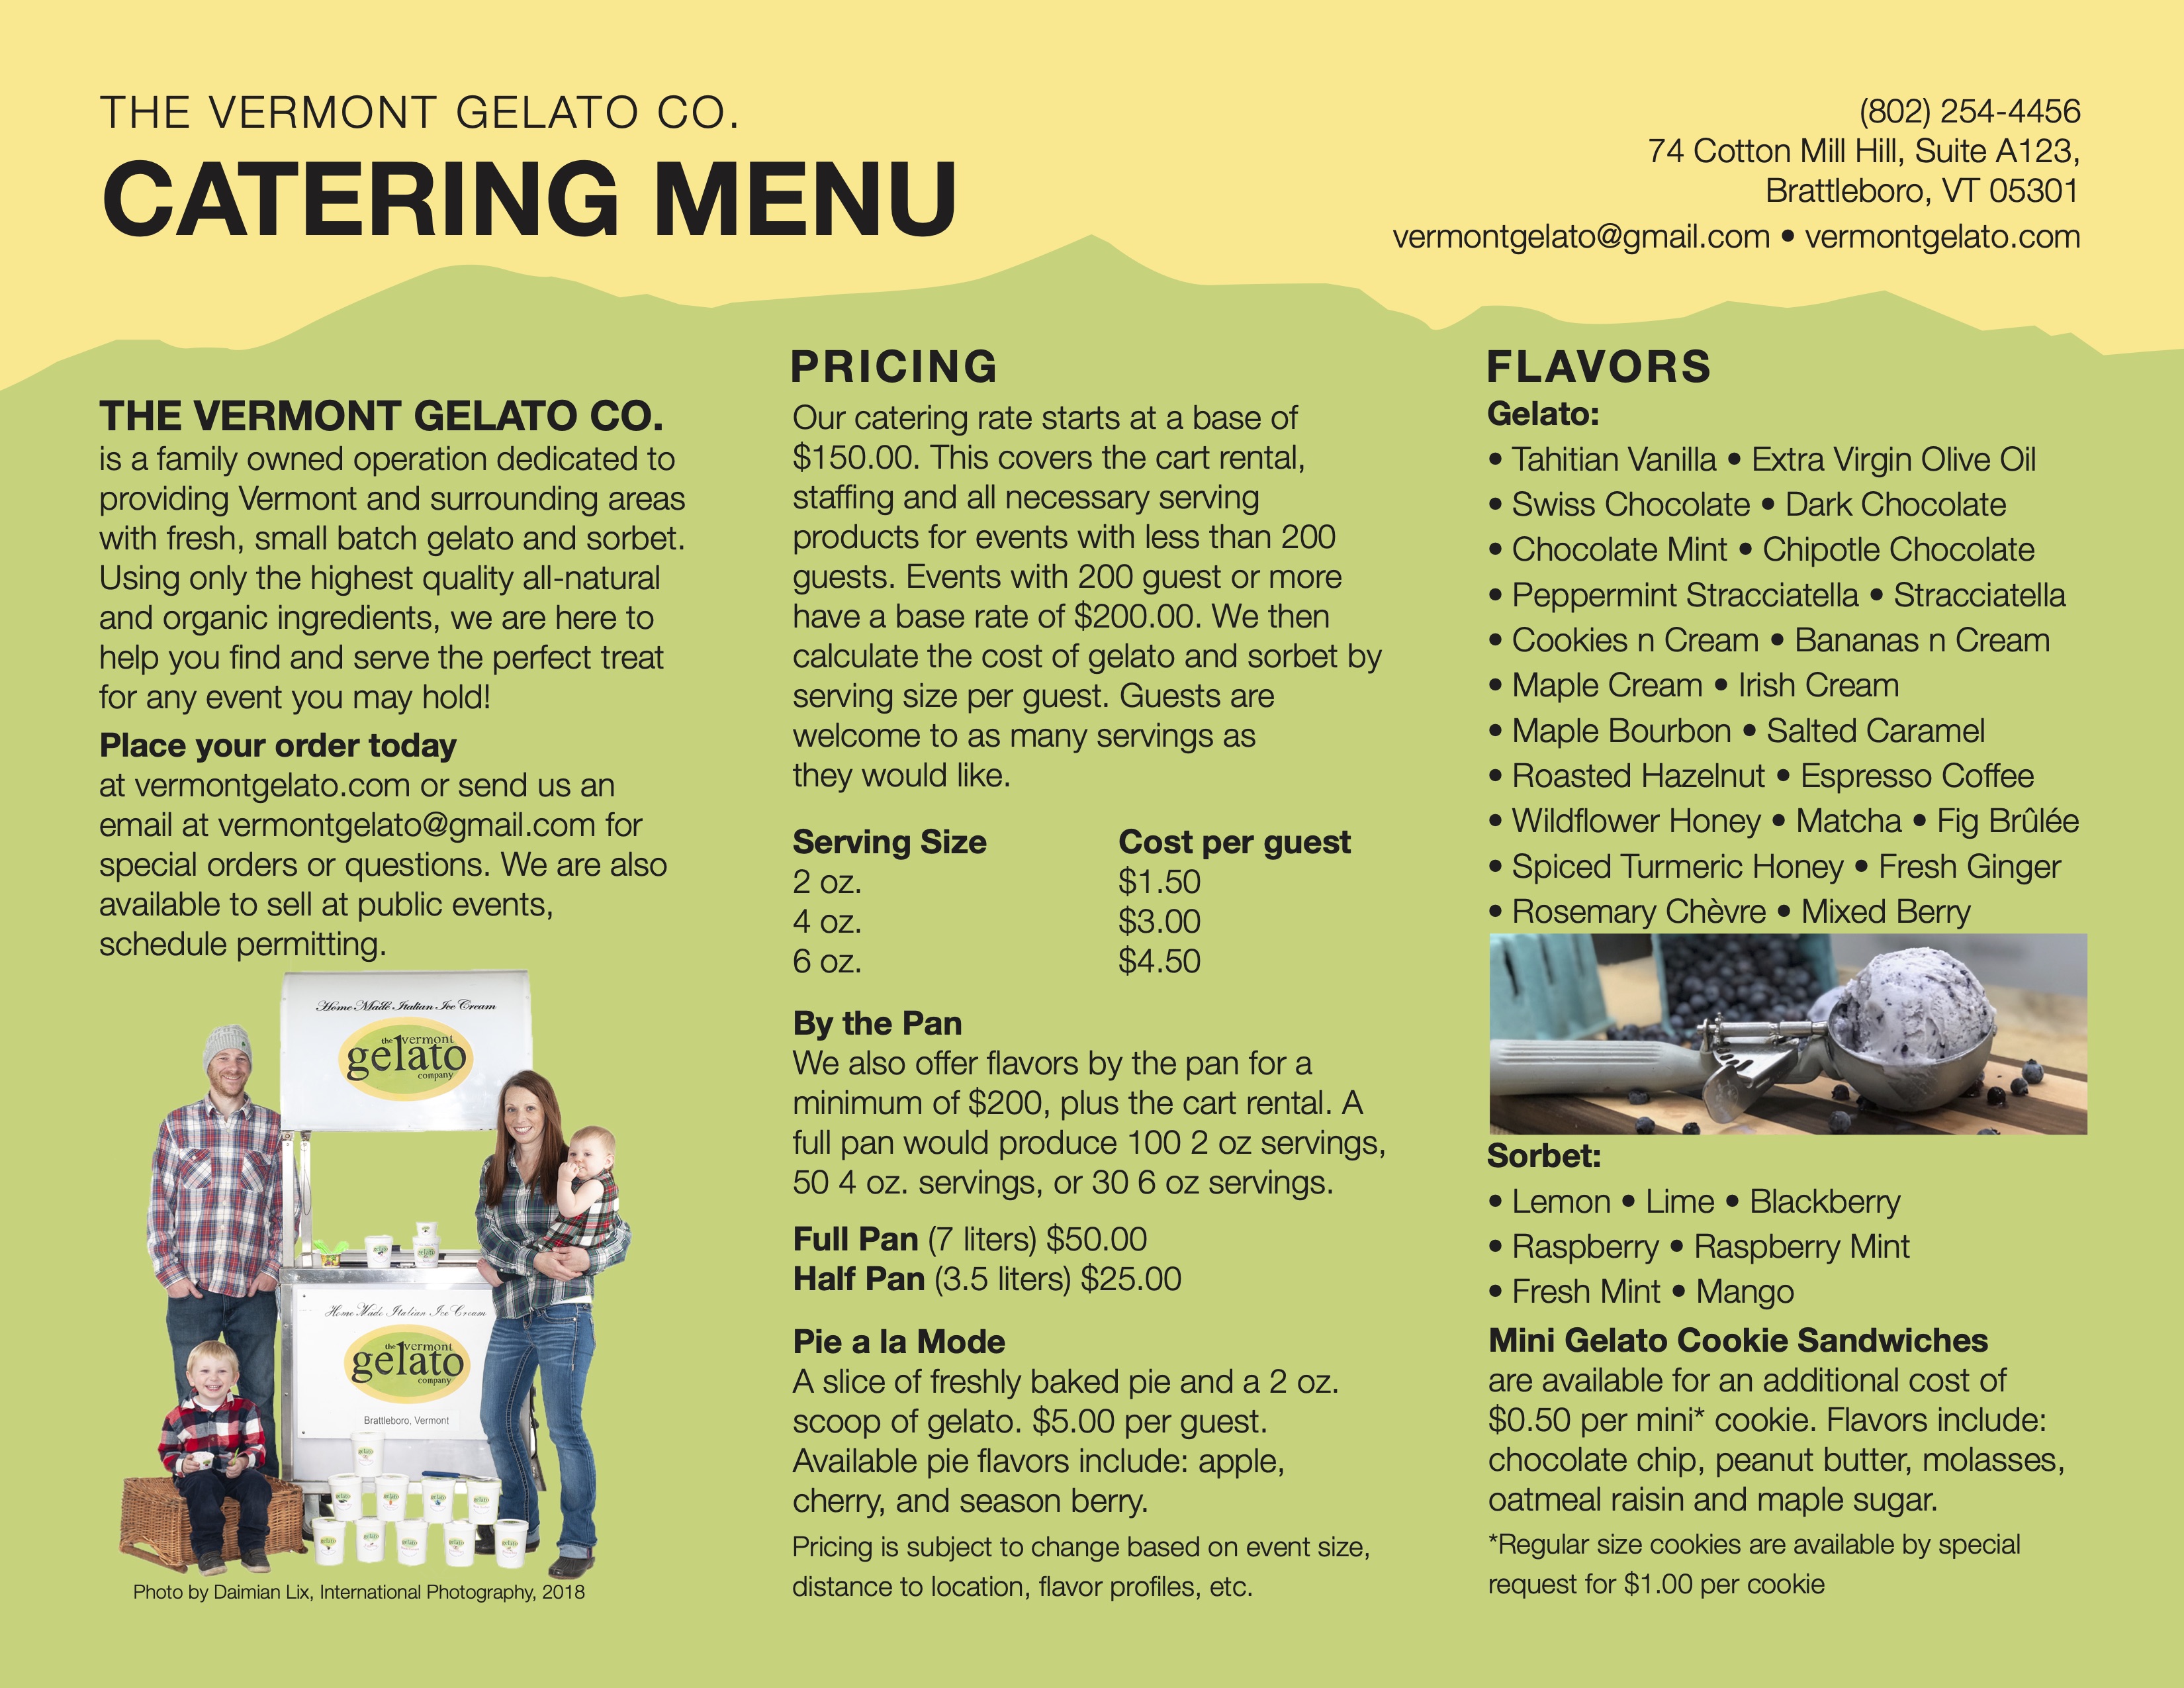 THE VERMONT GELATO CO.
CATERING MENU
(802) 254-4456
74 Cotton Mill Hill, Suite A123,
Brattleboro, VT 05301
vermontgelato@gmail.com • vermontgelato.com
THE VERMONT GELATO CO.
is a family owned operation dedicated to
providing Vermont and surrounding areas
with fresh, small batch gelato and sorbet.
Using only the highest quality all-natural
and organic ingredients, we are here to
help you find and serve the perfect treat
for any event you may hold!
Place your order today
at vermontgelato.com or send us an
email at vermontgelato@gmail.com for
special orders or questions. We are also
available to sell at public events,
schedule permitting.
Home Made Italian Ice Cream
the vermont
gelato
company
Home Made Italian Ice Cream
the vermont
gelato
company
Brattleboro, Vermont
Photo by Daimian Lix, International Photography, 2018
PRICING
Our catering rate starts at a base of
$150.00. This covers the cart rental,
staffing and all necessary serving
products for events with less than 200
guests. Events with 200 guest or more
have a base rate of $200.00. We then
calculate the cost of gelato and sorbet by
serving size per guest. Guests are
welcome to as many servings as
they would like.
Serving Size Cost per guest
2 oz. $1.50
4 oz. $3.00
6 oz. $4.50
By the Pan
We also offer flavors by the pan for a
minimum of $200, plus the cart rental. A
full pan would produce 100 2 oz servings,
50 4 oz. servings, or 30 6 oz servings.
Full Pan (7 liters) $50.00
Half Pan (3.5 liters) $25.00
Pie a la Mode
A slice of freshly baked pie and a 2 oz.
scoop of gelato. $5.00 per guest.
Available pie flavors include: apple,
cherry, and season berry.
Pricing is subject to change based on event size,
distance to location, flavor profiles, etc.
FLAVORS
Gelato:
• Tahitian Vanilla • Extra Virgin Olive Oil
• Swiss Chocolate • Dark Chocolate
• Chocolate Mint • Chipotle Chocolate
• Peppermint Stracciatella • Stracciatella
• Cookies n Cream • Bananas n Cream
• Maple Cream • Irish Cream
• Maple Bourbon • Salted Caramel
• Roasted Hazelnut • Espresso Coffee
• Wildflower Honey • Matcha • Fig Brûlée
• Spiced Turmeric Honey • Fresh Ginger
• Rosemary Chèvre • Mixed Berry
Sorbet:
• Lemon • Lime • Blackberry
• Raspberry • Raspberry Mint
• Fresh Mint • Mango
Mini Gelato Cookie Sandwiches
are available for an additional cost of
$0.50 per mini* cookie. Flavors include:
chocolate chip, peanut butter, molasses,
oatmeal raisin and maple sugar.
*Regular size cookies are available by special
request for $1.00 per cookie